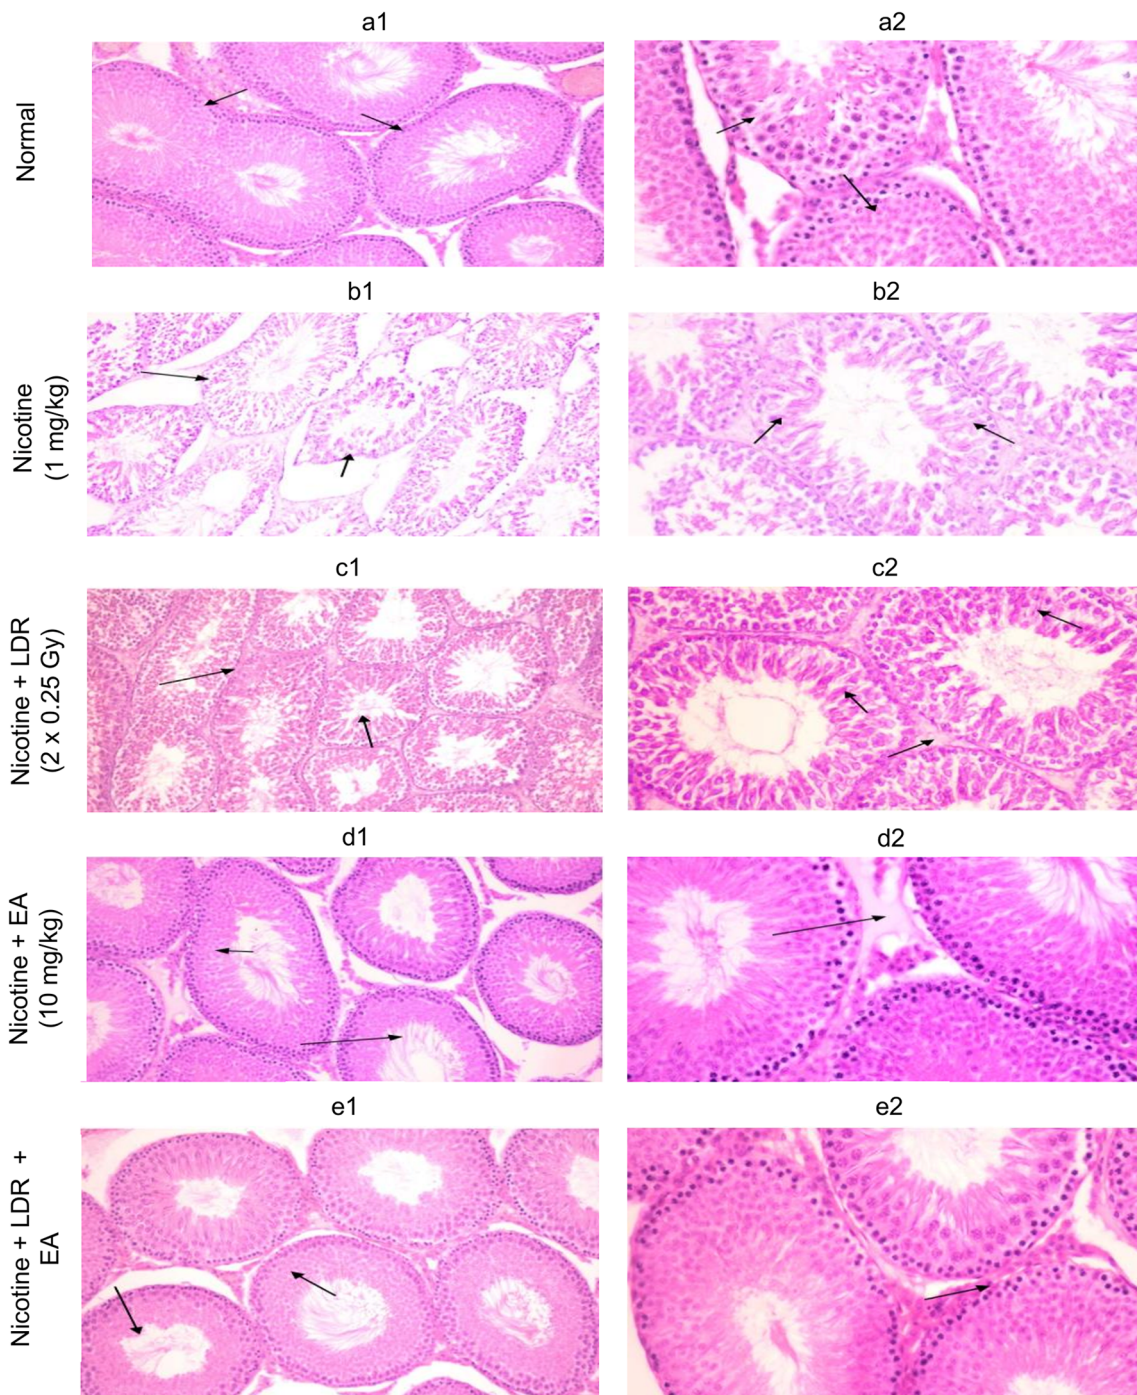 a1
a2
Normal
b1
b2
Nicotine
(1 mg/kg)
c1
c2
Nicotine + LDR
(2 x 0.25 Gy)
d1
d2
Nicotine + EA
(10 mg/kg)
e1
e2
Nicotine + LDR +
EA